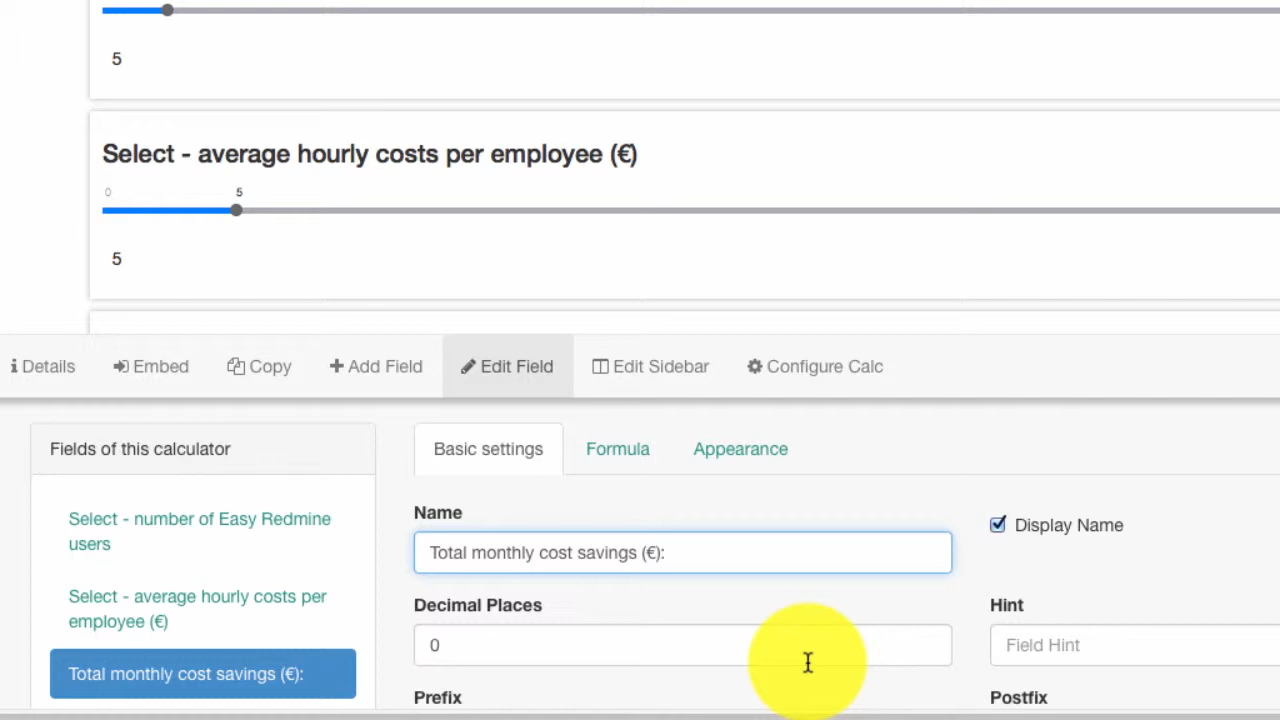 5
Select - average hourly costs per employee (€)
0 5
5
Details Embed Copy Add Field Edit Field Edit Sidebar Configure Calc
Fields of this calculator
Select - number of Easy Redmine
users
Select - average hourly costs per
employee (€)
Total monthly cost savings (€):
Basic settings Formula Appearance
Name
Total monthly cost savings (€):
Display Name
Decimal Places
0
Hint
Field Hint
Prefix
Postfix